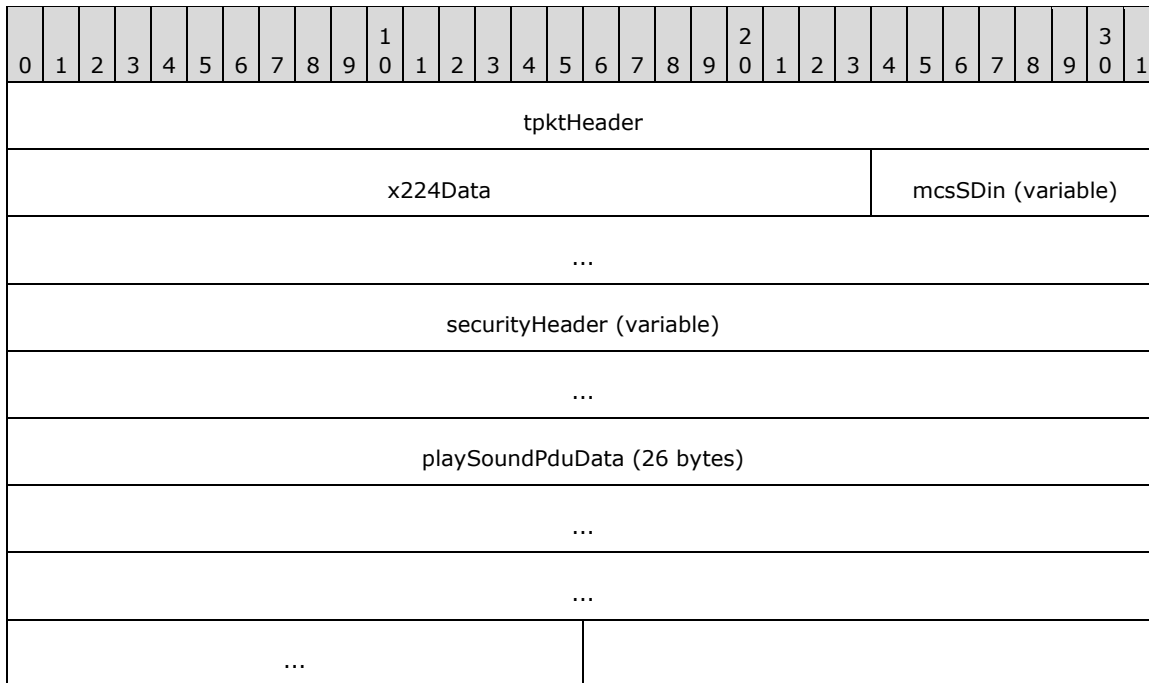 1 2 3
0 1 2 3 4 5 6 7 8 9 0 1 2 3 4 5 6 7 8 9 0 1 2 3 4 5 6 7 8 9 0 1
tpktHeader
x224Data mcsSDin (variable)
...
securityHeader (variable)
...
playSoundPduData (26 bytes)
...
...
...